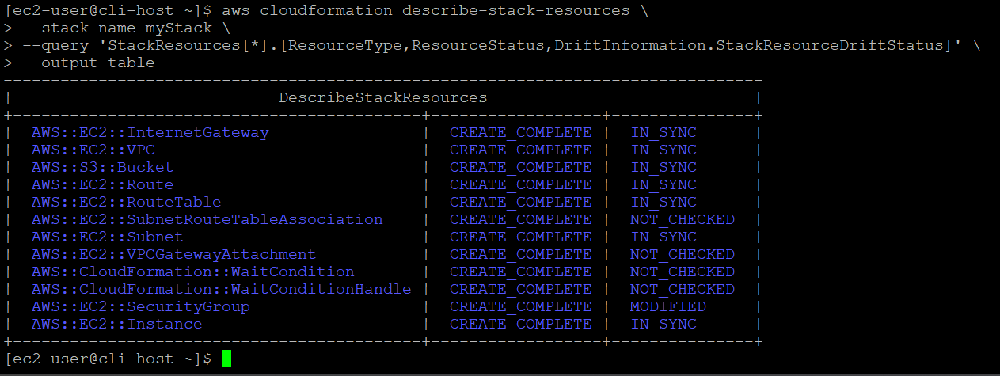 [ec2-user@cli-host ~]$ aws cloudformation describe-stack-resources \
> --stack-name myStack \
> --query 'StackResources[*].[ResourceType,ResourceStatus,DriftInformation.StackResourceDriftStatus]' \
> --output table
--------------------------------------------------------------------------------
|                            DescribeStackResources                            |
+-------------------------------------------+------------------+---------------+
|  AWS::EC2::InternetGateway                |  CREATE_COMPLETE |  IN_SYNC      |
|  AWS::EC2::VPC                            |  CREATE_COMPLETE |  IN_SYNC      |
|  AWS::S3::Bucket                          |  CREATE_COMPLETE |  IN_SYNC      |
|  AWS::EC2::Route                          |  CREATE_COMPLETE |  IN_SYNC      |
|  AWS::EC2::RouteTable                     |  CREATE_COMPLETE |  IN_SYNC      |
|  AWS::EC2::SubnetRouteTableAssociation    |  CREATE_COMPLETE |  NOT_CHECKED  |
|  AWS::EC2::Subnet                         |  CREATE_COMPLETE |  IN_SYNC      |
|  AWS::EC2::VPCGatewayAttachment           |  CREATE_COMPLETE |  NOT_CHECKED  |
|  AWS::CloudFormation::WaitCondition       |  CREATE_COMPLETE |  NOT_CHECKED  |
|  AWS::CloudFormation::WaitConditionHandle |  CREATE_COMPLETE |  NOT_CHECKED  |
|  AWS::EC2::SecurityGroup                  |  CREATE_COMPLETE |  MODIFIED     |
|  AWS::EC2::Instance                       |  CREATE_COMPLETE |  IN_SYNC      |
+-------------------------------------------+------------------+---------------+
[ec2-user@cli-host ~]$